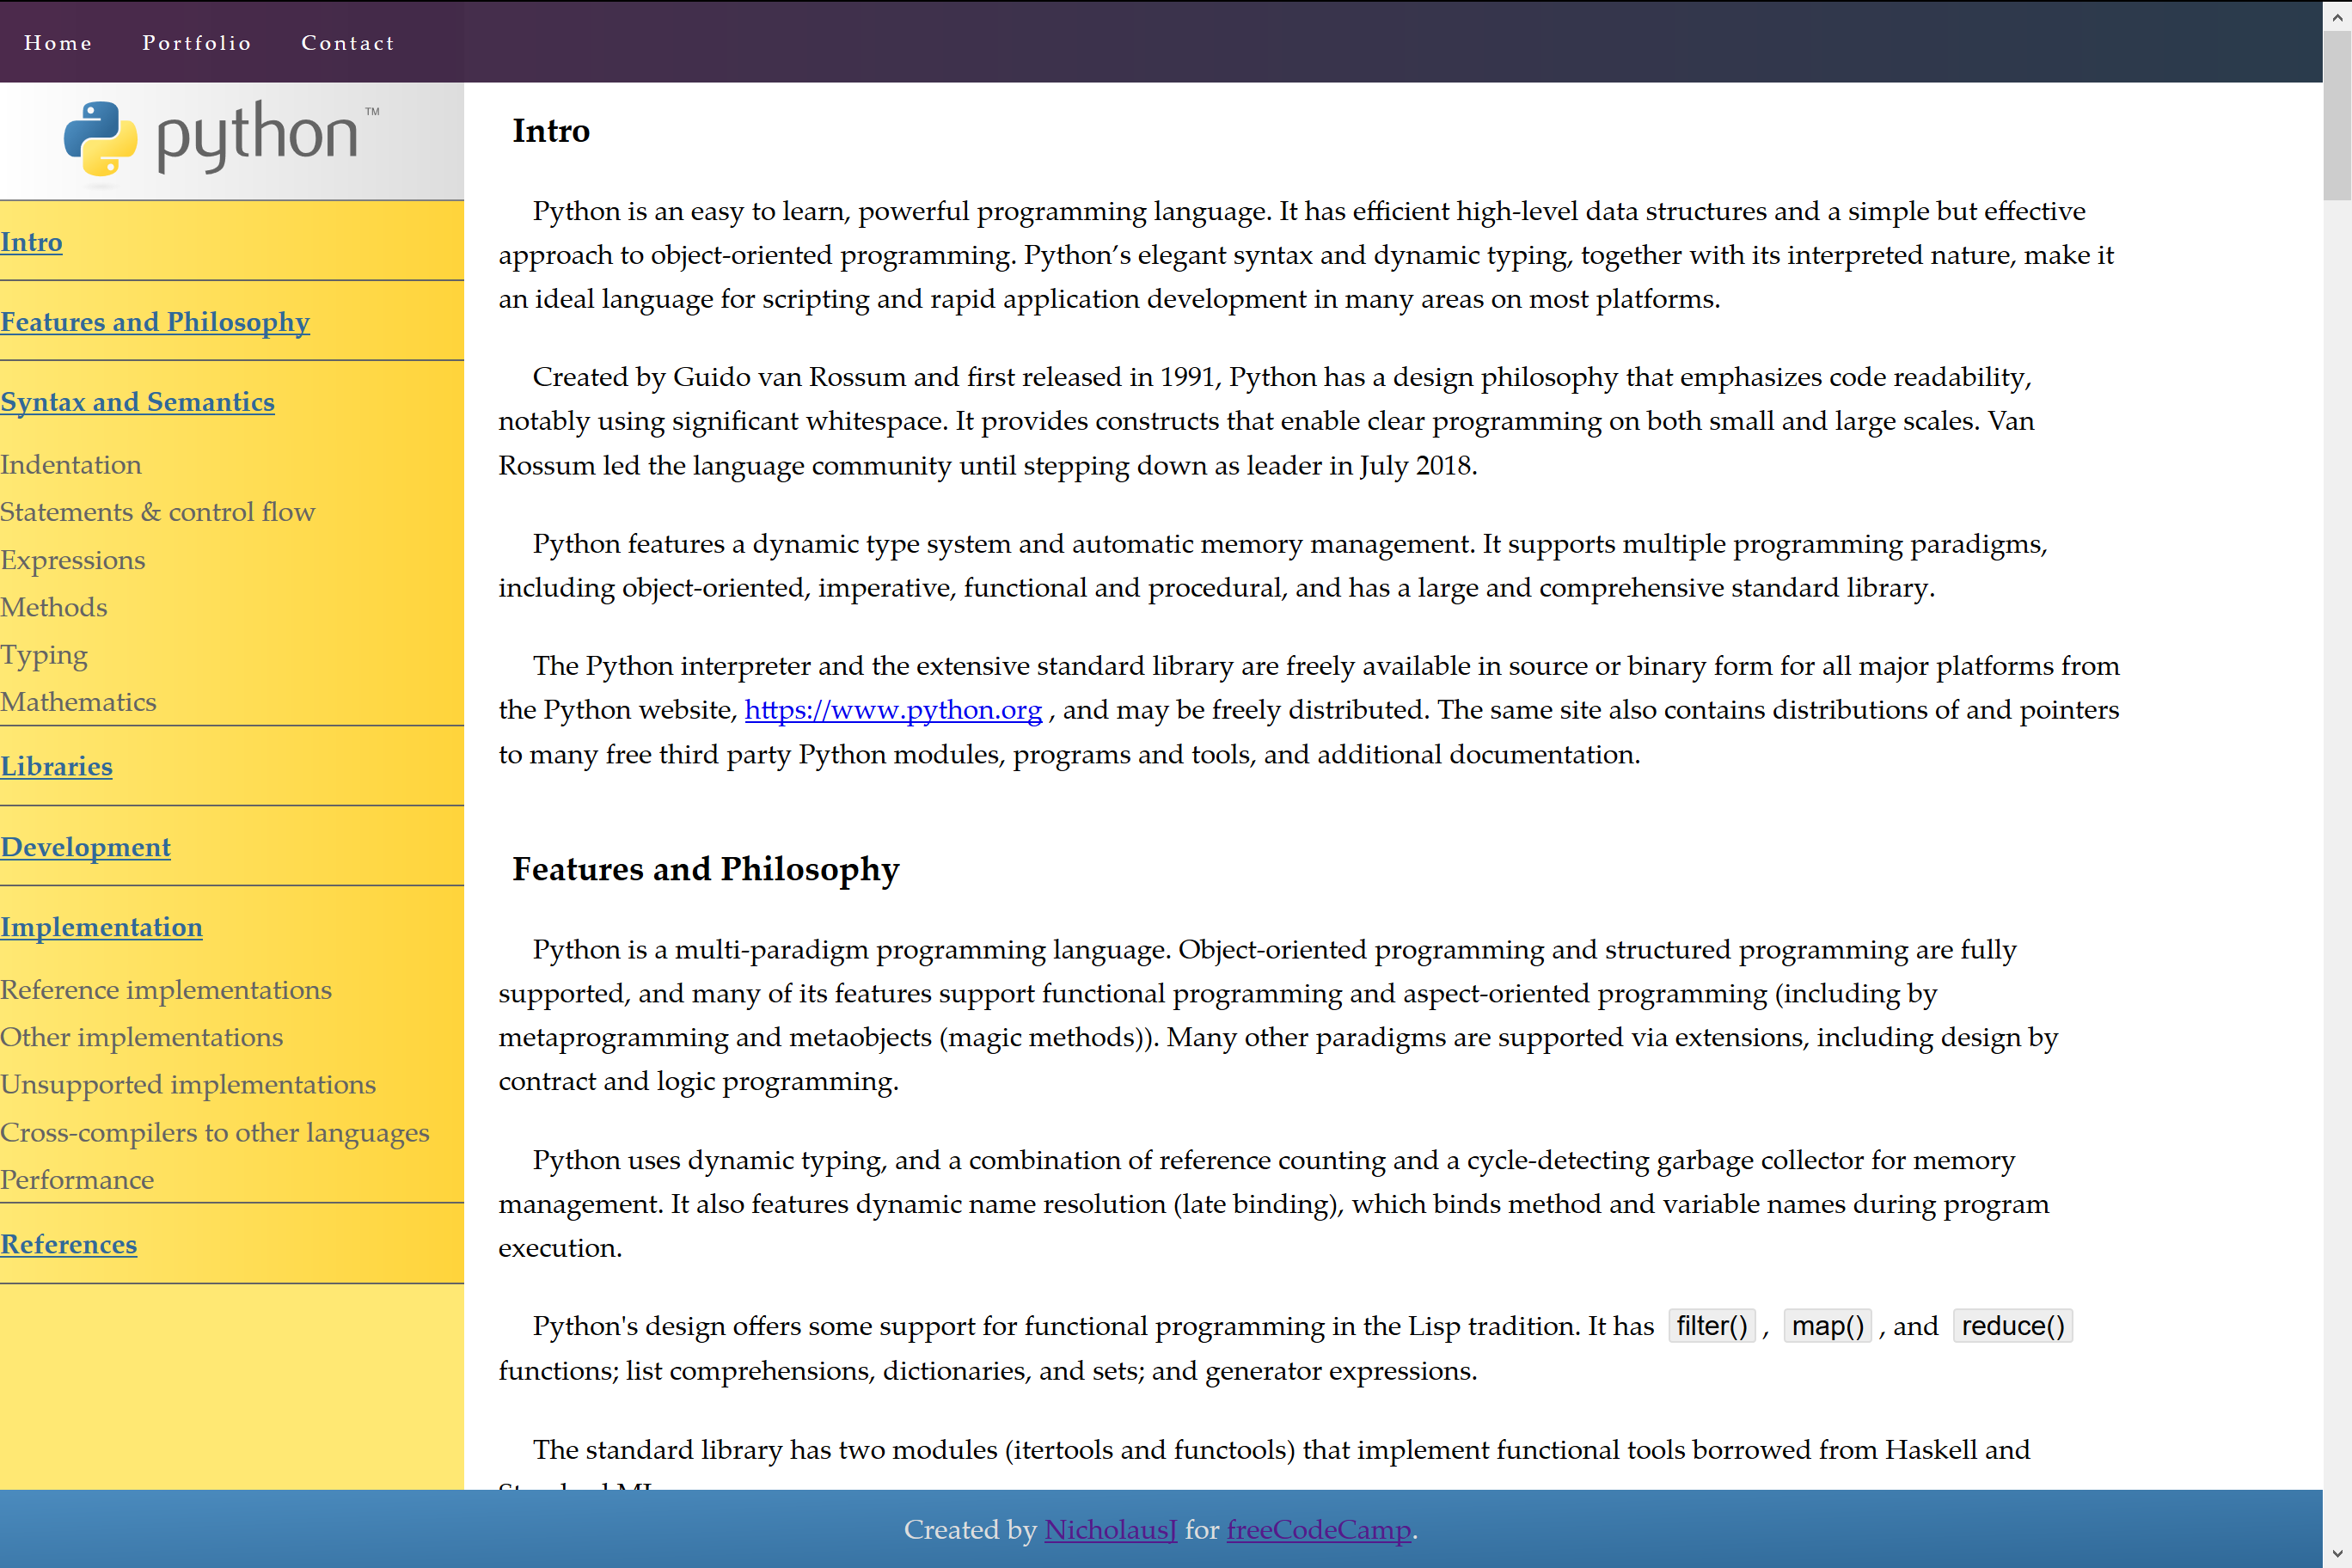 Home Portfolio Contact
python™
Intro
Features and Philosophy
Syntax and Semantics
Indentation
Statements & control flow
Expressions
Methods
Typing
Mathematics
Libraries
Development
Implementation
Reference implementations
Other implementations
Unsupported implementations
Cross-compilers to other languages
Performance
References
Intro
Python is an easy to learn, powerful programming language. It has efficient high-level data structures and a simple but effective
approach to object-oriented programming. Python’s elegant syntax and dynamic typing, together with its interpreted nature, make it
an ideal language for scripting and rapid application development in many areas on most platforms.
Created by Guido van Rossum and first released in 1991, Python has a design philosophy that emphasizes code readability,
notably using significant whitespace. It provides constructs that enable clear programming on both small and large scales. Van
Rossum led the language community until stepping down as leader in July 2018.
Python features a dynamic type system and automatic memory management. It supports multiple programming paradigms,
including object-oriented, imperative, functional and procedural, and has a large and comprehensive standard library.
The Python interpreter and the extensive standard library are freely available in source or binary form for all major platforms from
the Python website, https://www.python.org , and may be freely distributed. The same site also contains distributions of and pointers
to many free third party Python modules, programs and tools, and additional documentation.
Features and Philosophy
Python is a multi-paradigm programming language. Object-oriented programming and structured programming are fully
supported, and many of its features support functional programming and aspect-oriented programming (including by
metaprogramming and metaobjects (magic methods)). Many other paradigms are supported via extensions, including design by
contract and logic programming.
Python uses dynamic typing, and a combination of reference counting and a cycle-detecting garbage collector for memory
management. It also features dynamic name resolution (late binding), which binds method and variable names during program
execution.
Python's design offers some support for functional programming in the Lisp tradition. It has filter() , map() , and reduce()
functions; list comprehensions, dictionaries, and sets; and generator expressions.
The standard library has two modules (itertools and functools) that implement functional tools borrowed from Haskell and
Created by NicholausJ for freeCodeCamp.